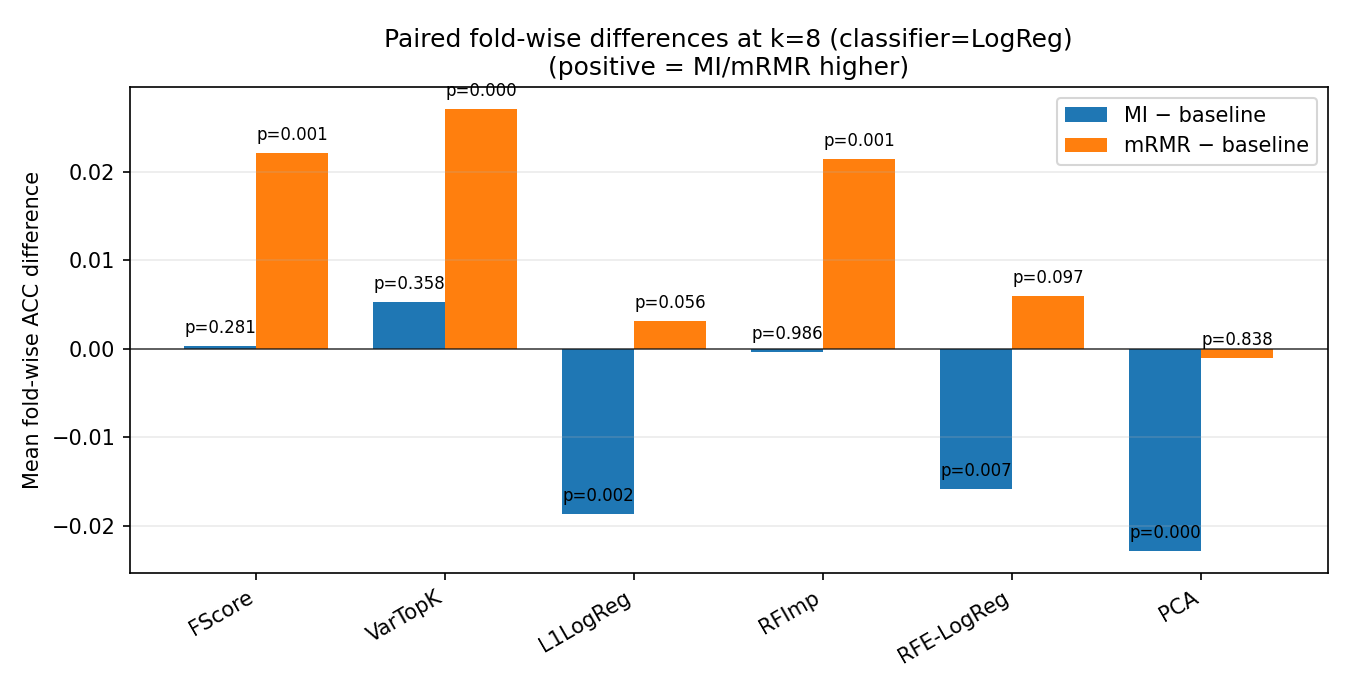 Paired fold-wise differences at k=8 (classifier=LogReg)
(positive = MI/mRMR higher)
MI − baseline
mRMR − baseline
Mean fold-wise ACC difference
0.02
0.01
0.00
−0.01
−0.02
p=0.281
p=0.001
p=0.358
p=0.000
p=0.002
p=0.056
p=0.986
p=0.001
p=0.007
p=0.097
p=0.000
p=0.838
FScore
VarTopK
L1LogReg
RFImp
RFE-LogReg
PCA